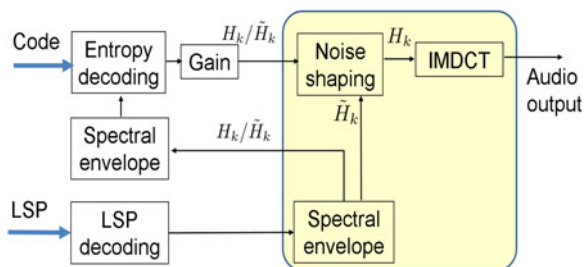 Code
Entropy
decoding
Gain
H_k/H̃_k
Noise
shaping
H_k
IMDCT
Audio
output
H̃_k
Spectral
envelope
H_k/H̃_k
LSP
LSP
decoding
Spectral
envelope